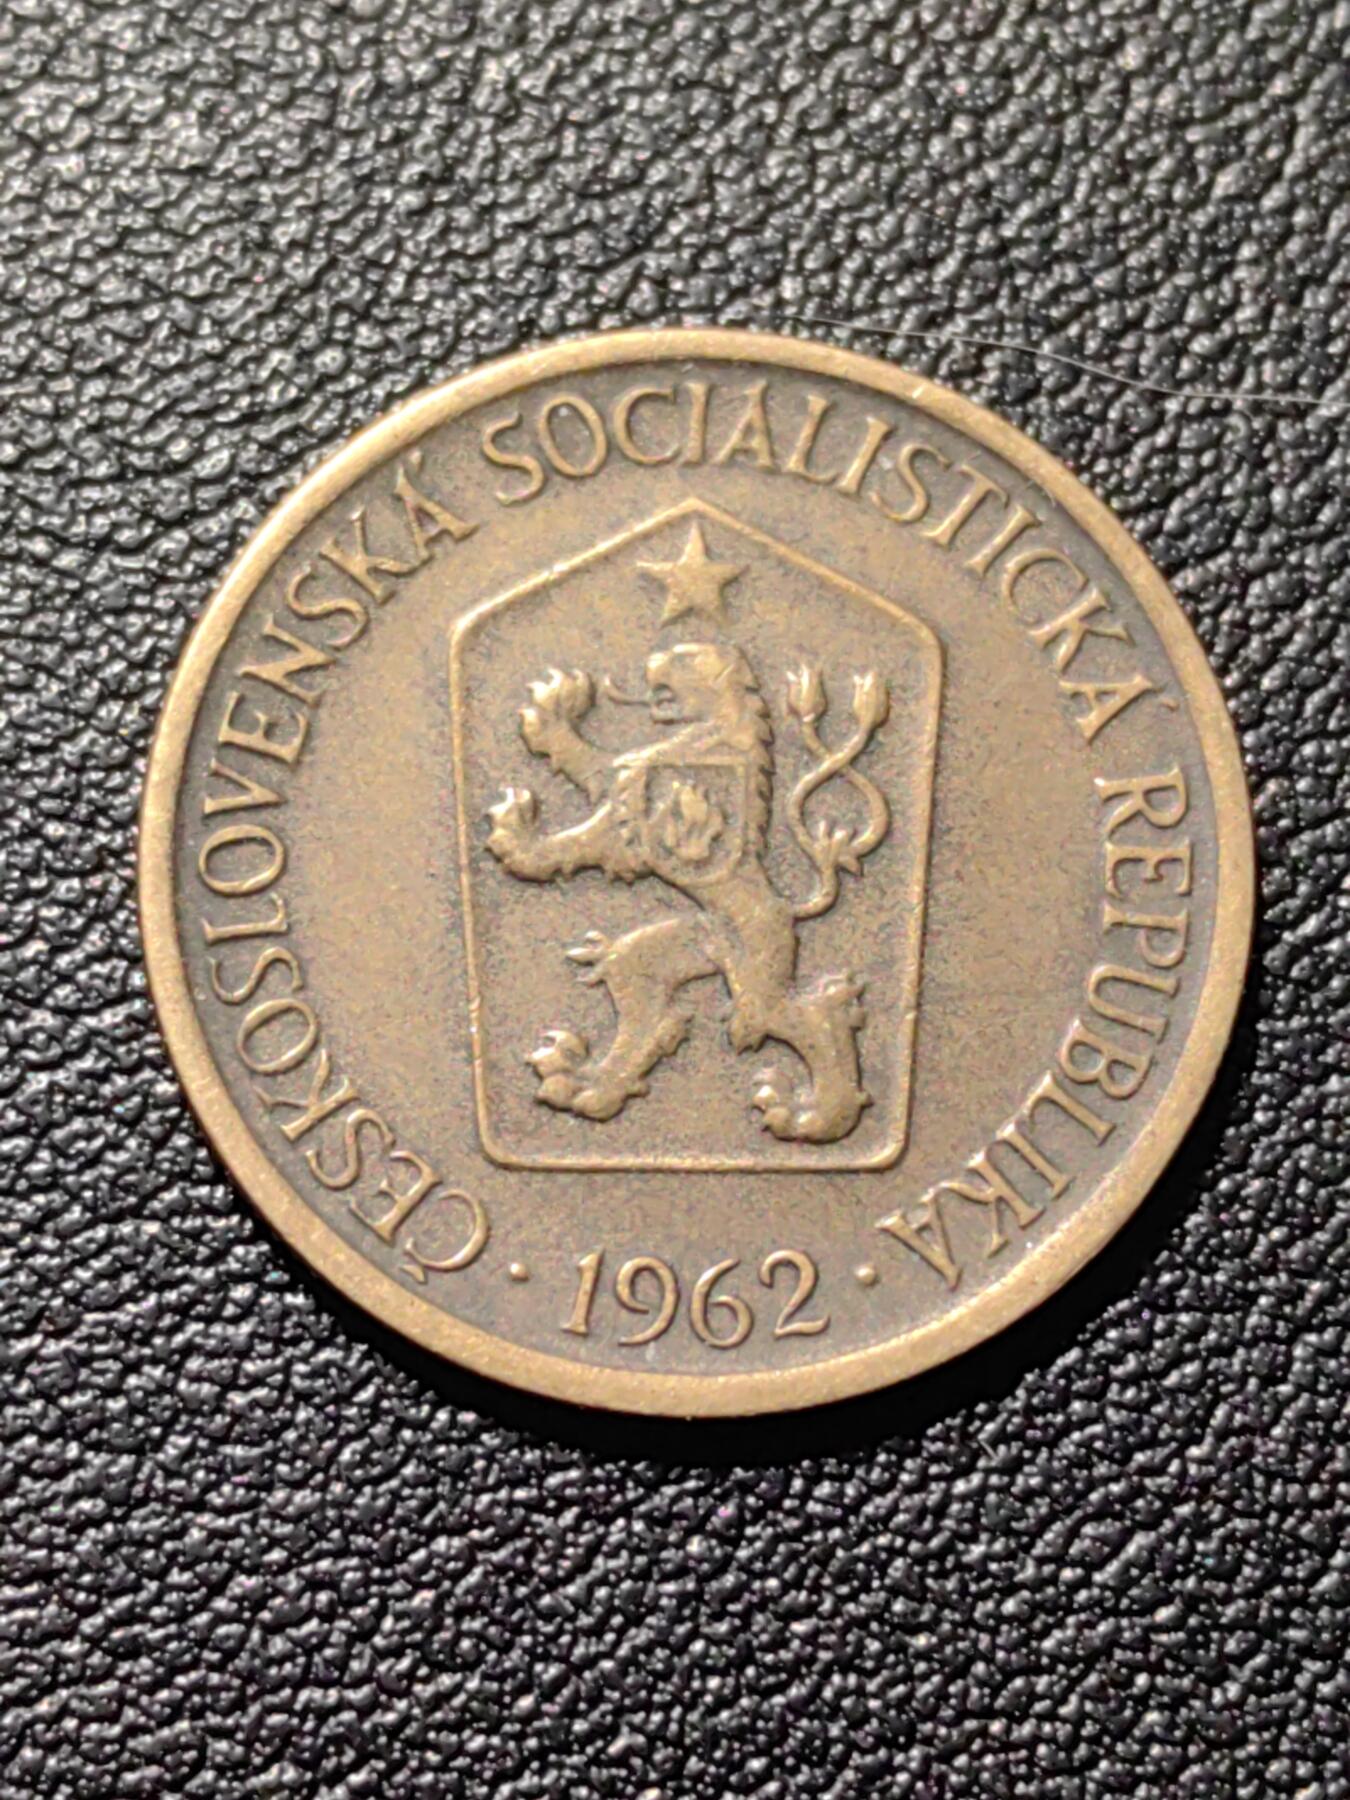 ČESKOSLOVENSKÁ SOCIALISTICKÁ REPUBLIKA
· 1962 ·